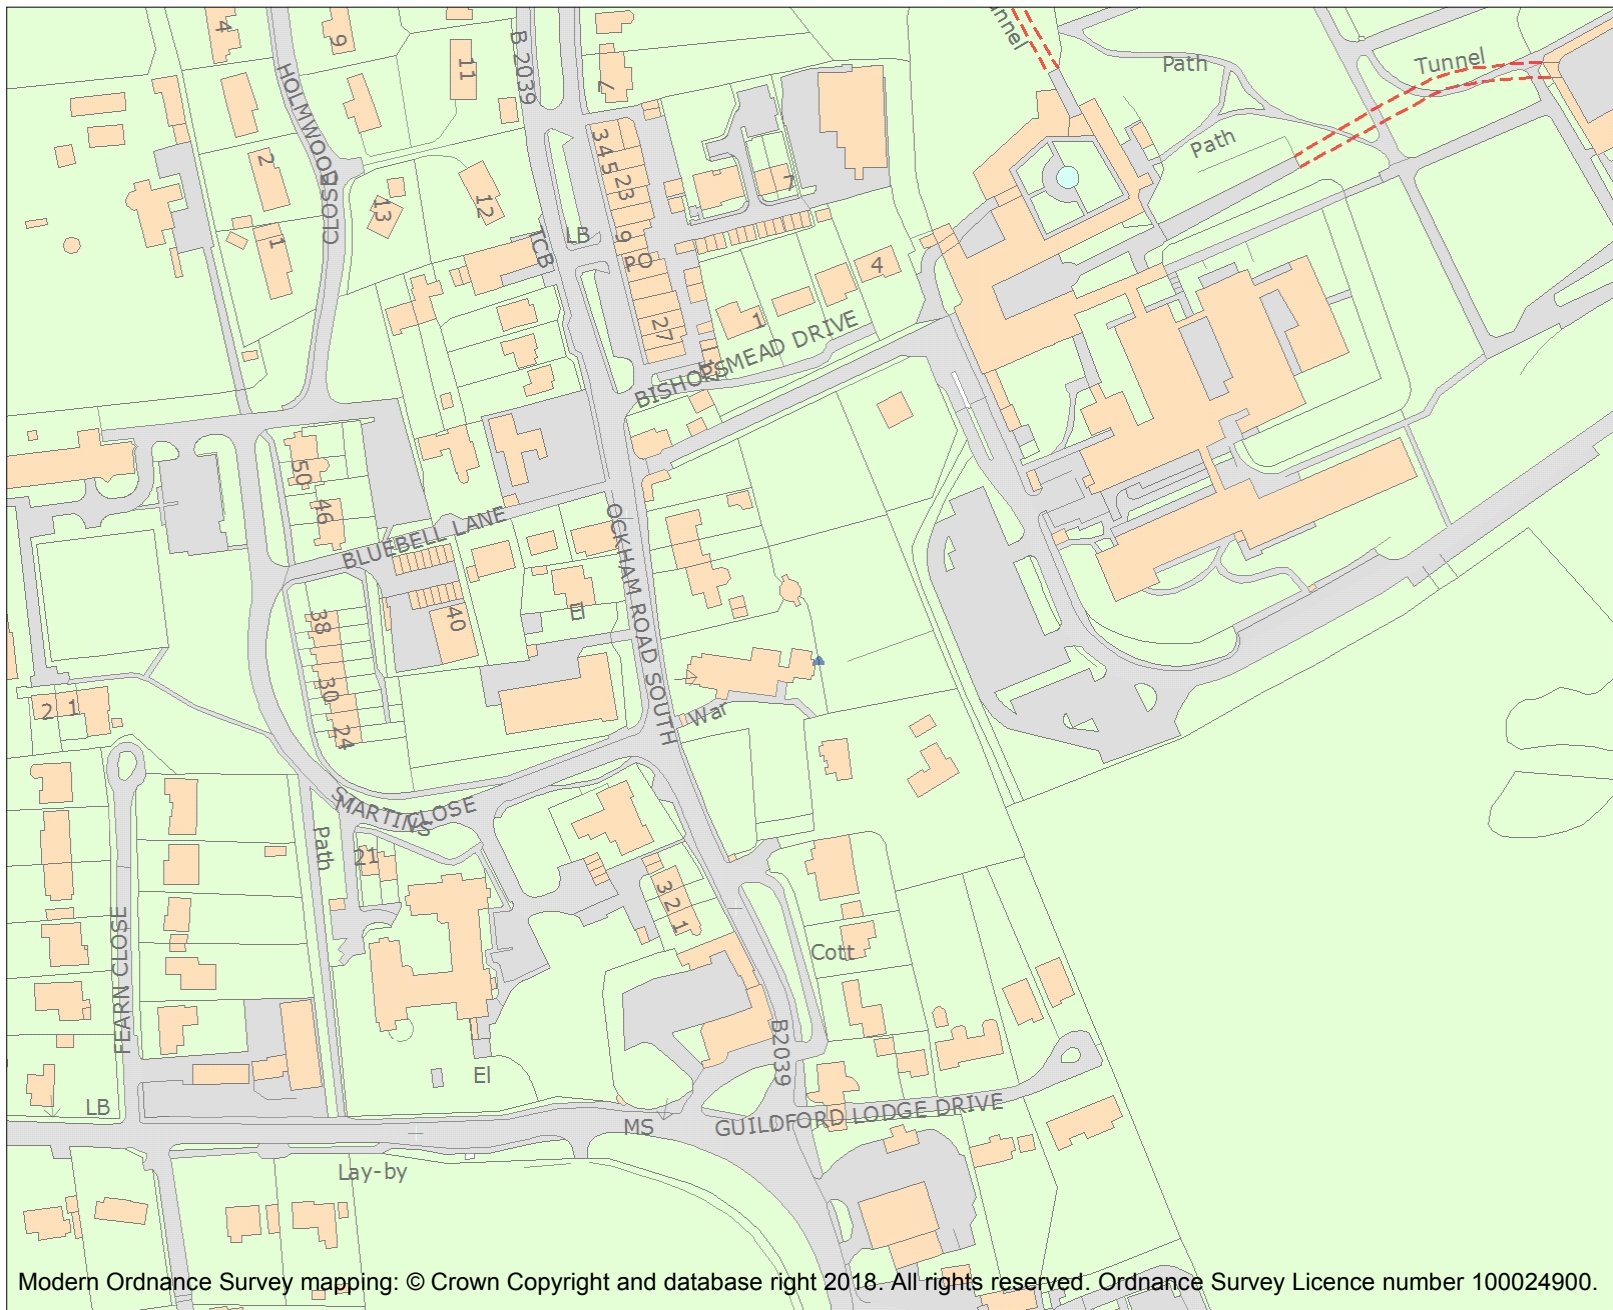 4
9
11
B 2039
7
unnel
Path
Tunnel
HOLMWOOD
CLOSE
2
1
13
12
3 4 5
23
7
Path
LB
TCB
9
PO
4
27
1
BISHOPSMEAD DRIVE
50
46
BLUEBELL LANE
OCKHAM ROAD SOUTH
38
30
24
40
El
2 1
War
ST
MARTINS
CLOSE
Path
21
3 2 1
FEARN CLOSE
Cott
B2039
El
LB
MS
GUILDFORD LODGE DRIVE
Lay-by
Modern Ordnance Survey mapping: © Crown Copyright and database right 2018. All rights reserved. Ordnance Survey Licence number 100024900.